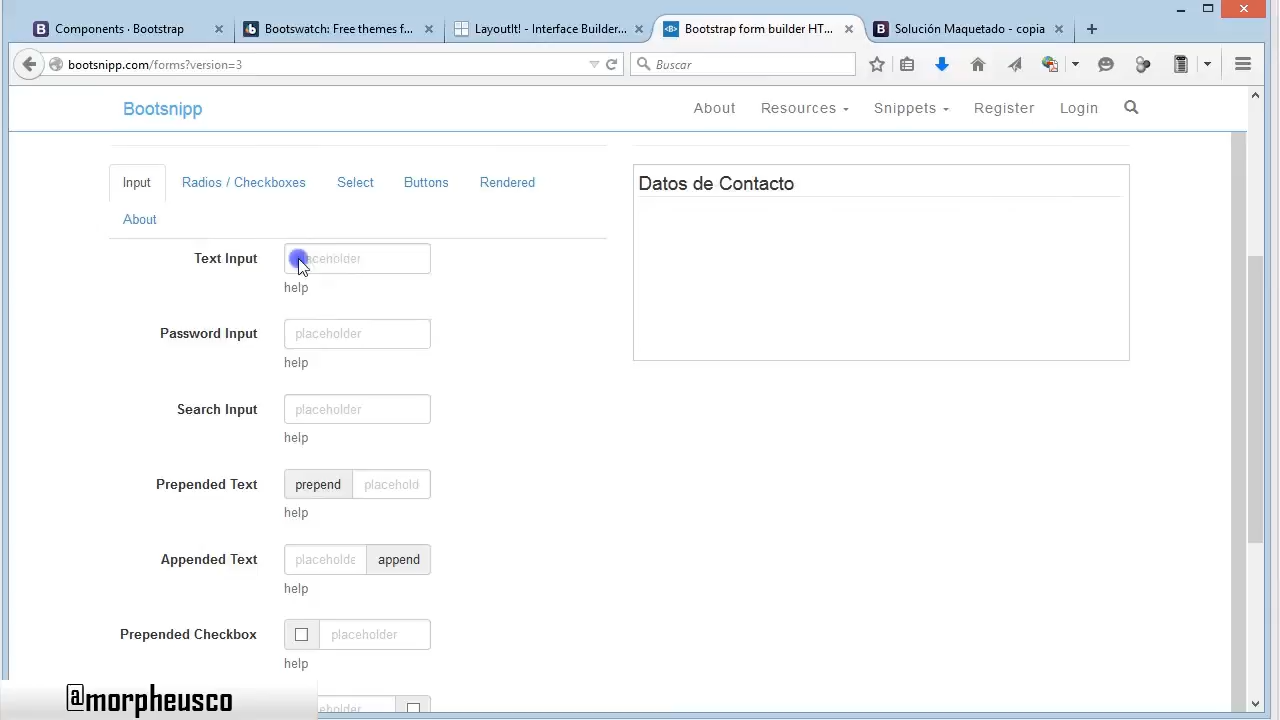 Components · Bootstrap
Bootswatch: Free themes f...
LayoutIt! - Interface Builder...
Bootstrap form builder HT...
Solución Maquetado - copia
bootsnipp.com/forms?version=3
Buscar
Bootsnipp
About
Resources
Snippets
Register
Login
Input
Radios / Checkboxes
Select
Buttons
Rendered
About
Datos de Contacto
Text Input
help
Password Input
placeholder
help
Search Input
placeholder
help
Prepended Text
prepend
placehold
help
Appended Text
placeholde
append
help
Prepended Checkbox
placeholder
help
@morpheusco